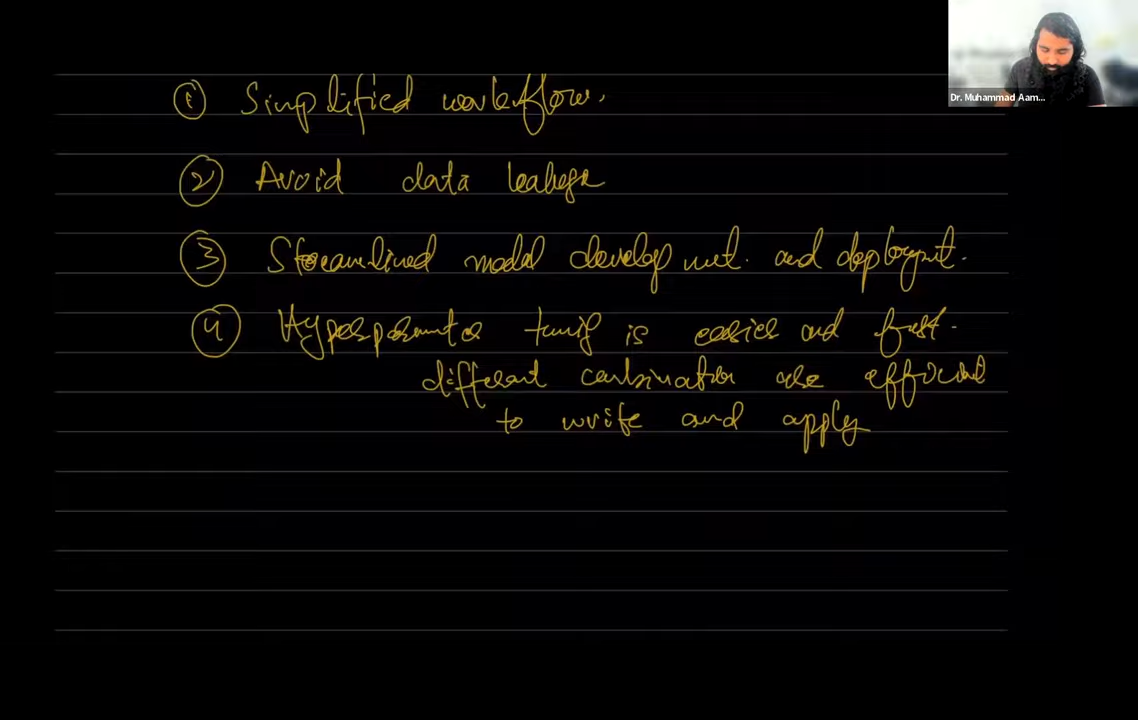 ① Simplified workflow.
② Avoid data leakage
③ Streamlined model development. and deployment.
④ Hyperparameter tuning is easier and fast.
different combination are efficient
to write and apply
Dr. Muhammad Aam...